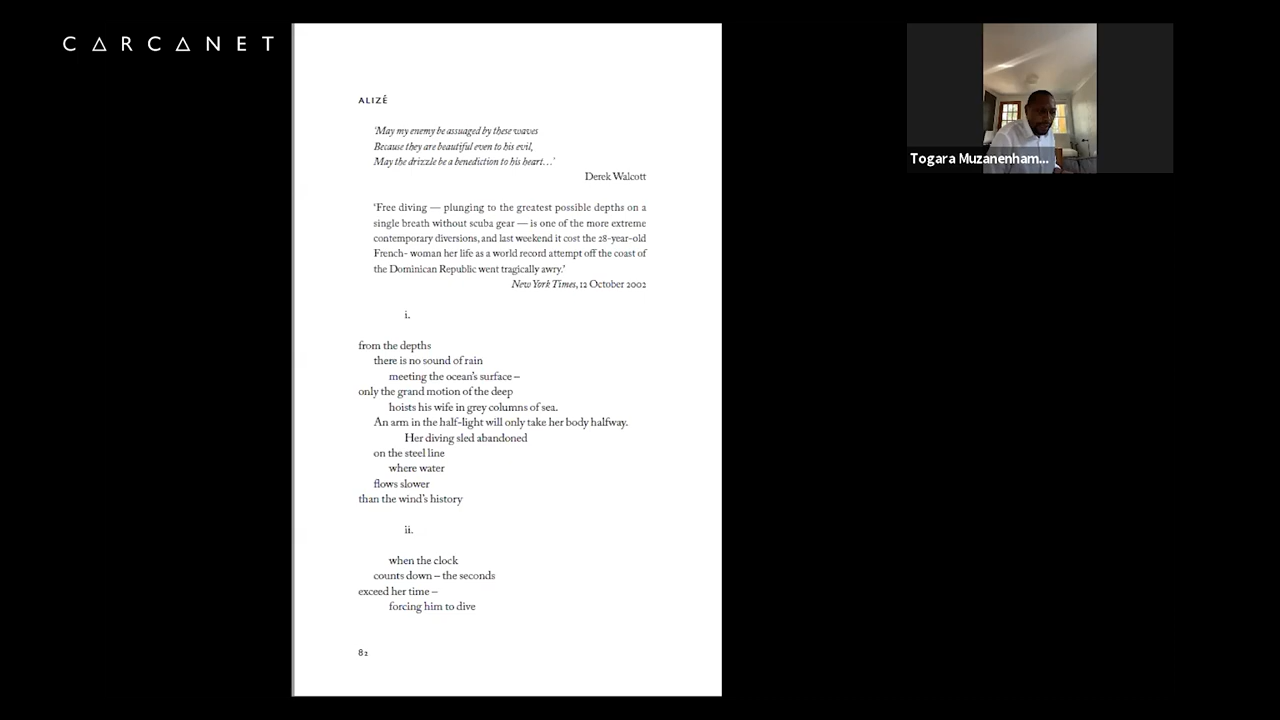 CARCANET
ALIZÉ
‘May my enemy be assuaged by these waves
Because they are beautiful even to his evil,
May the drizzle be a benediction to his heart…’
Derek Walcott
‘Free diving — plunging to the greatest possible depths on a
single breath without scuba gear — is one of the more extreme
contemporary diversions, and last weekend it cost the 28-year-old
French- woman her life as a world record attempt off the coast of
the Dominican Republic went tragically awry.’
New York Times, 12 October 2002
i.
from the depths
there is no sound of rain
meeting the ocean’s surface –
only the grand motion of the deep
hoists his wife in grey columns of sea.
An arm in the half-light will only take her body halfway.
Her diving sled abandoned
on the steel line
where water
flows slower
than the wind’s history
ii.
when the clock
counts down – the seconds
exceed her time –
forcing him to dive
82
Togara Muzanenham...